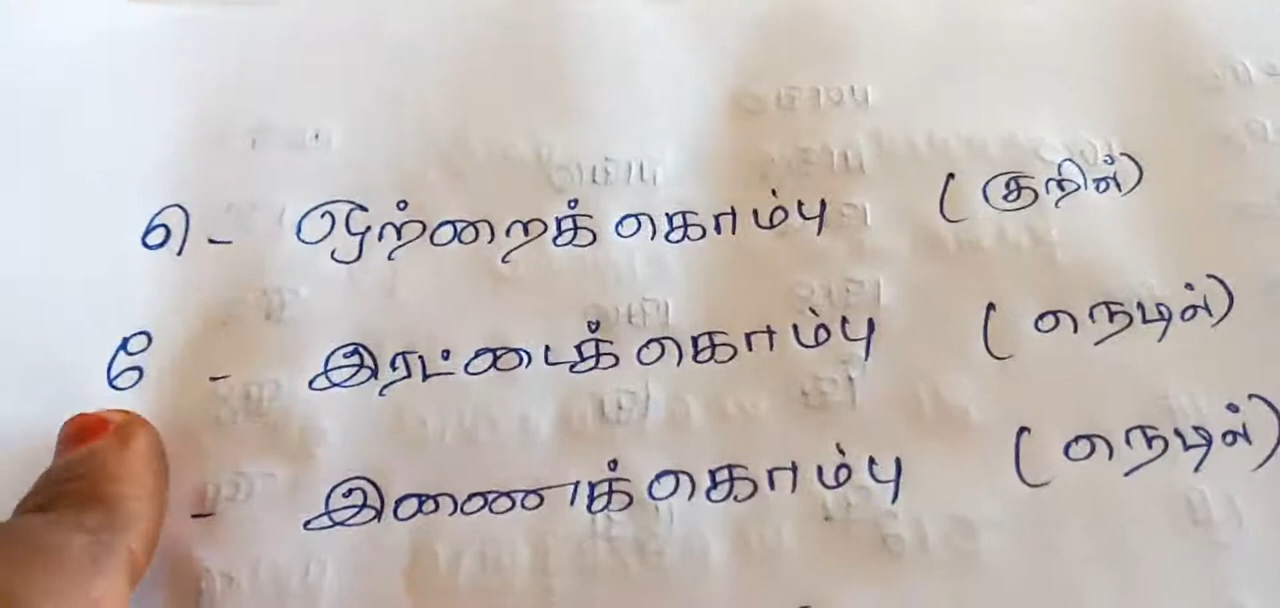 ெ - ஒற்றைக் கொம்பு (குறில்)
ே - இரட்டைக் கொம்பு (நெடில்)
- இணைக் கொம்பு (நெடில்)